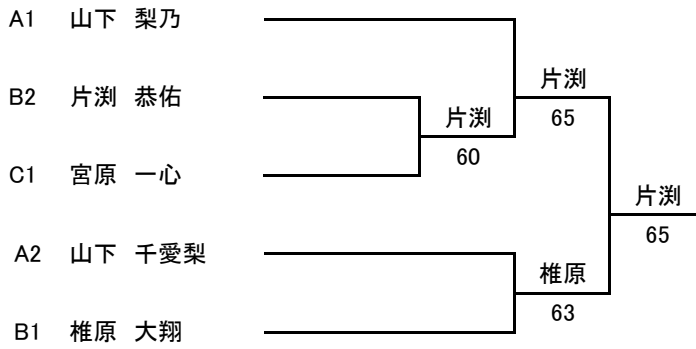 A1 山下 梨乃
片渕
B2 片渕 恭佑
片渕
65
60
C1 宮原 一心
片渕
65
A2 山下 千愛梨
椎原
B1 椎原 大翔
63